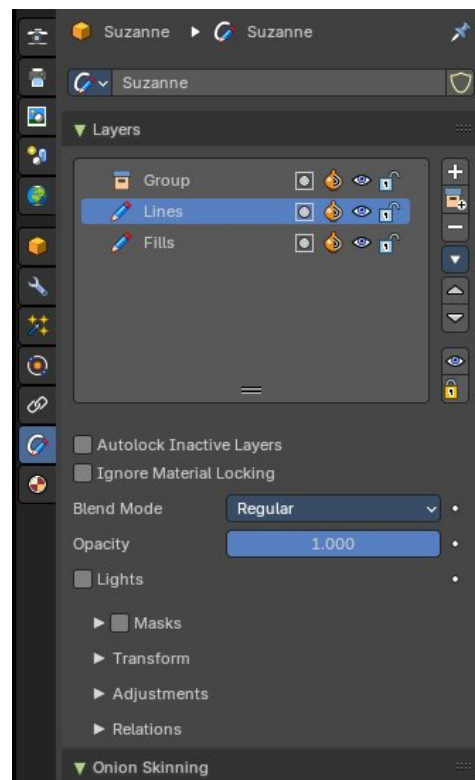 Suzanne Suzanne
Suzanne
Layers
Group
Lines
Fills
Autolock Inactive Layers
Ignore Material Locking
Blend Mode Regular
Opacity 1.000
Lights
Masks
Transform
Adjustments
Relations
Onion Skinning